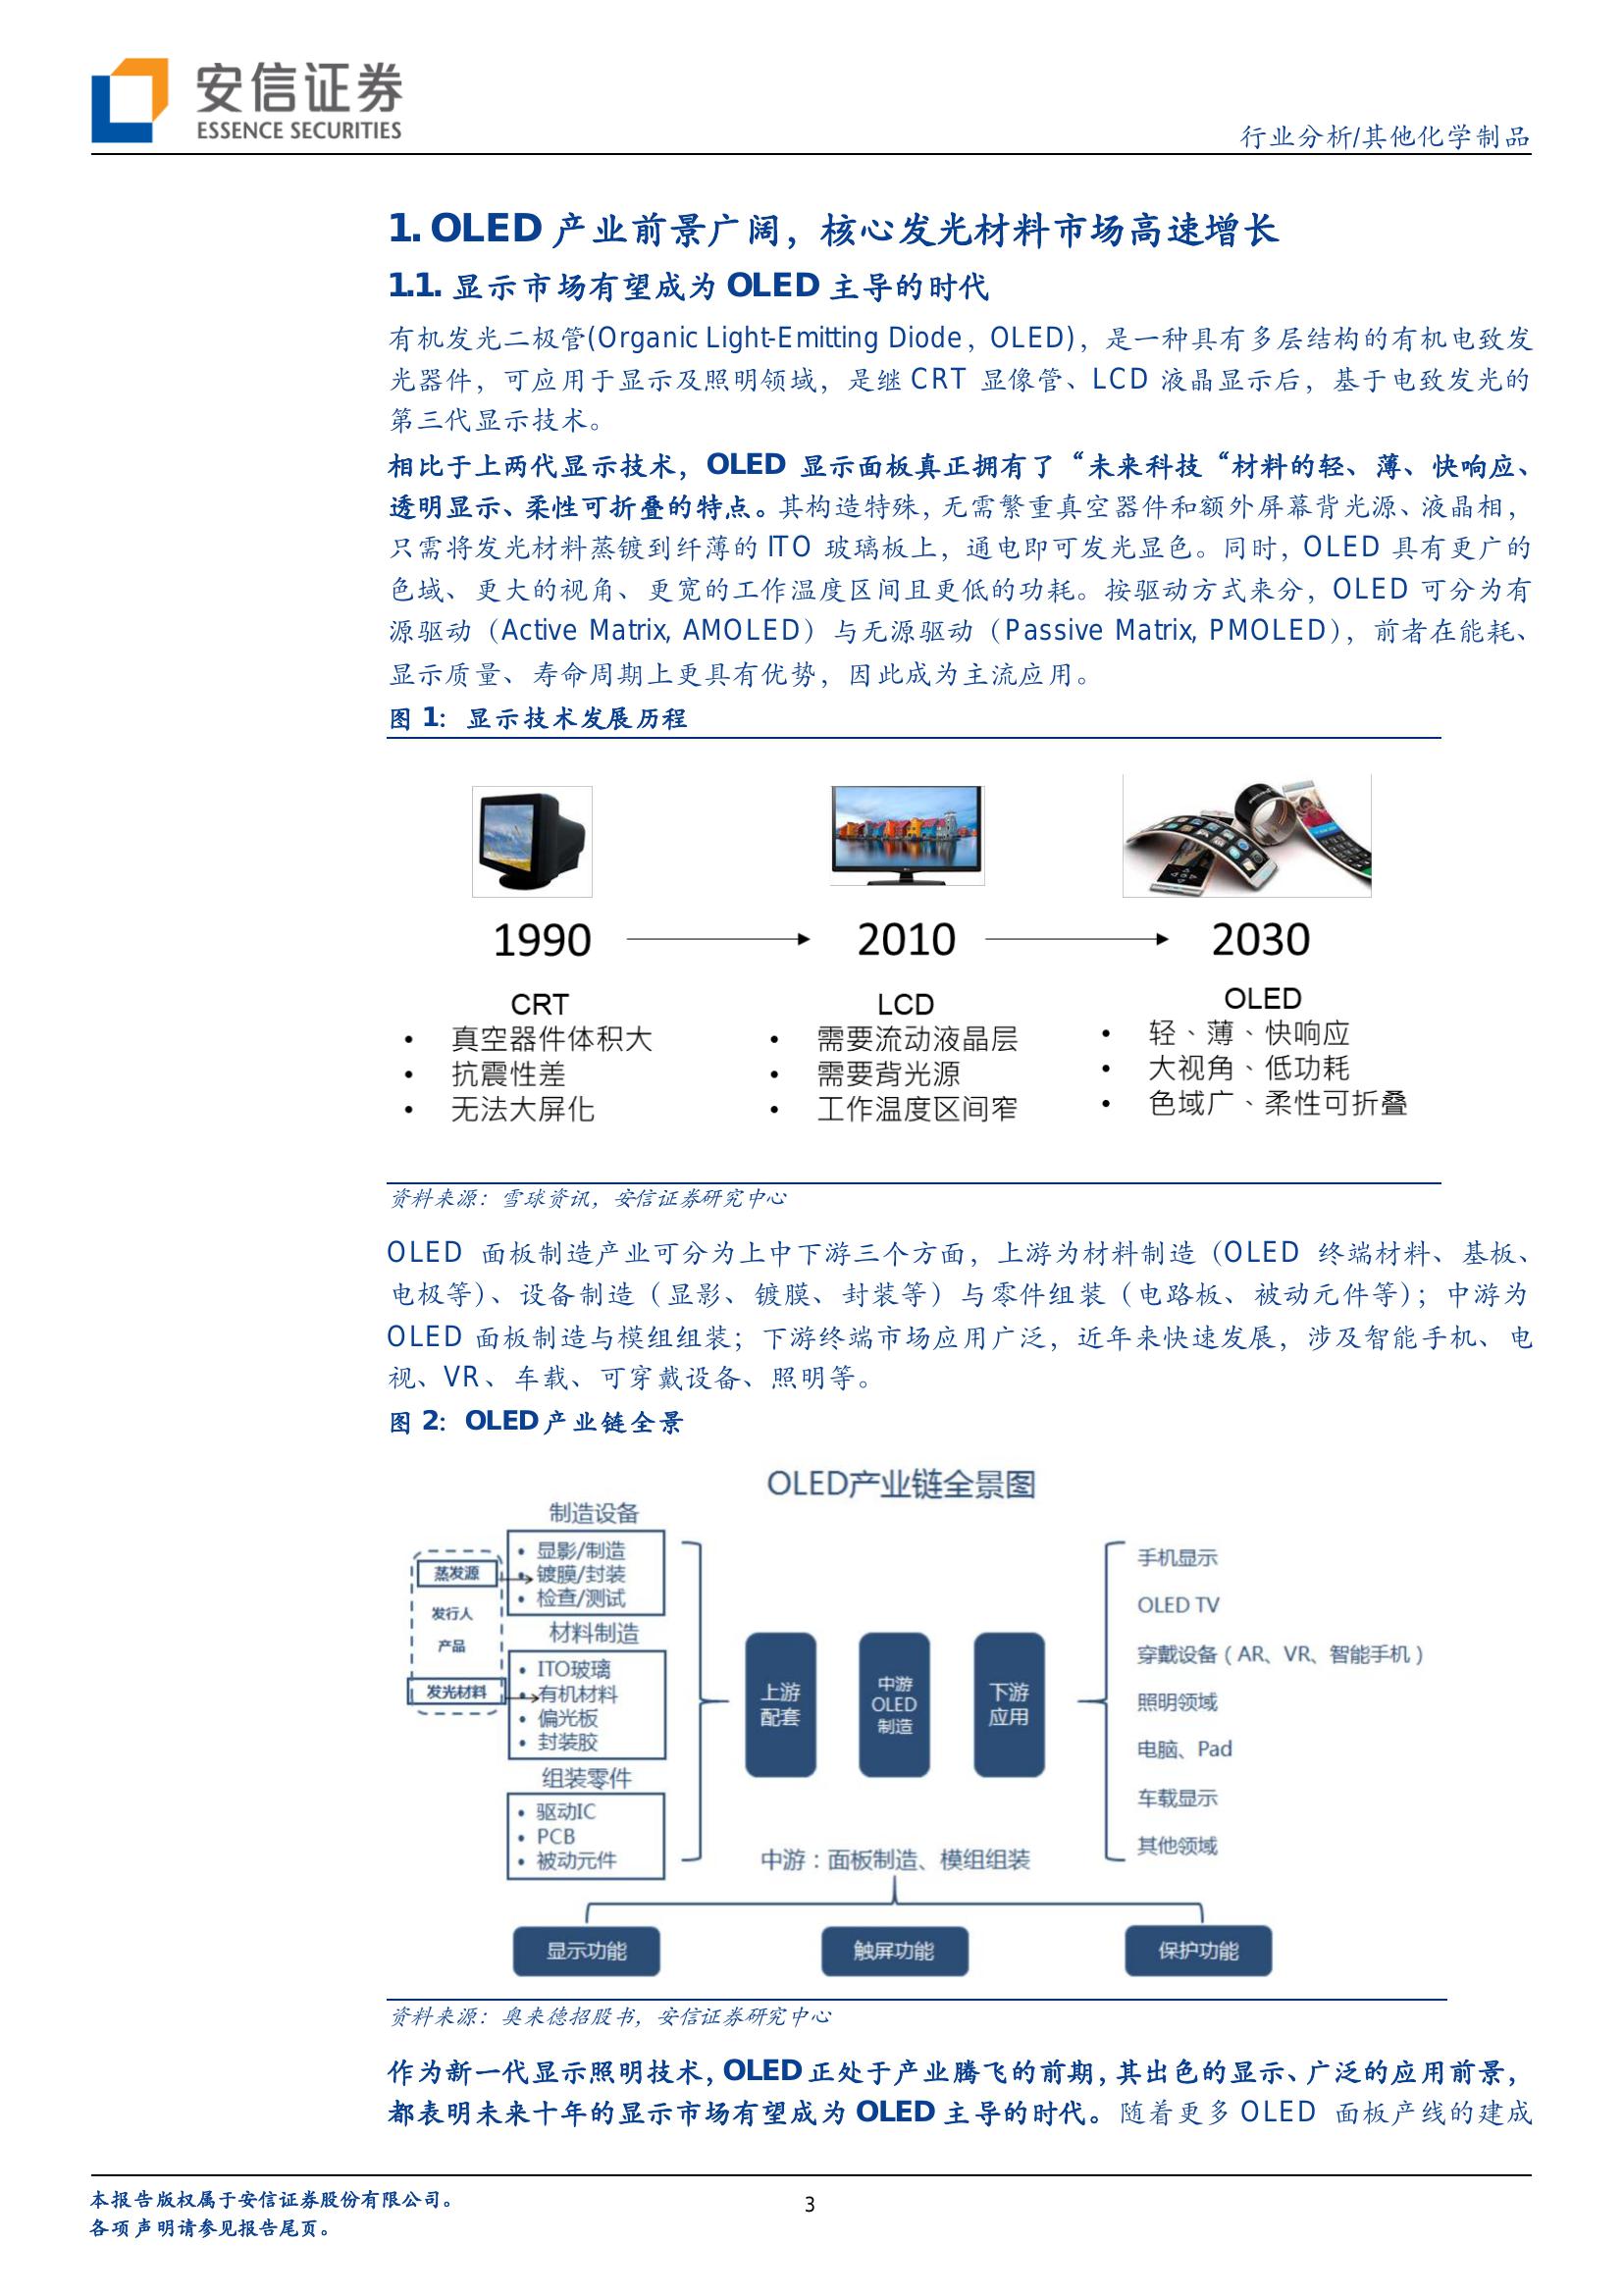 安信证券
ESSENCE SECURITIES
行业分析/其他化学制品
1. OLED 产业前景广阔，核心发光材料市场高速增长
1.1. 显示市场有望成为 OLED 主导的时代
有机发光二极管(Organic Light-Emitting Diode，OLED)，是一种具有多层结构的有机电致发
光器件，可应用于显示及照明领域，是继 CRT 显像管、LCD 液晶显示后，基于电致发光的
第三代显示技术。
相比于上两代显示技术，OLED 显示面板真正拥有了“未来科技“材料的轻、薄、快响应、
透明显示、柔性可折叠的特点。其构造特殊，无需繁重真空器件和额外屏幕背光源、液晶相，
只需将发光材料蒸镀到纤薄的 ITO 玻璃板上，通电即可发光显色。同时，OLED 具有更广的
色域、更大的视角、更宽的工作温度区间且更低的功耗。按驱动方式来分，OLED 可分为有
源驱动（Active Matrix, AMOLED）与无源驱动（Passive Matrix, PMOLED），前者在能耗、
显示质量、寿命周期上更具有优势，因此成为主流应用。
图 1：显示技术发展历程
1990
2010
2030
CRT
• 真空器件体积大
• 抗震性差
• 无法大屏化
LCD
• 需要流动液晶层
• 需要背光源
• 工作温度区间窄
OLED
• 轻、薄、快响应
• 大视角、低功耗
• 色域广、柔性可折叠
资料来源：雪球资讯，安信证券研究中心
OLED 面板制造产业可分为上中下游三个方面，上游为材料制造（OLED 终端材料、基板、
电极等）、设备制造（显影、镀膜、封装等）与零件组装（电路板、被动元件等）；中游为
OLED 面板制造与模组组装；下游终端市场应用广泛，近年来快速发展，涉及智能手机、电
视、VR、车载、可穿戴设备、照明等。
图 2：OLED 产业链全景
OLED产业链全景图
蒸发源
发行人
产品
发光材料
制造设备
• 显影/制造
• 镀膜/封装
• 检查/测试
材料制造
• ITO玻璃
• 有机材料
• 偏光板
• 封装胶
组装零件
• 驱动IC
• PCB
• 被动元件
上游
配套
中游
OLED
制造
下游
应用
手机显示
OLED TV
穿戴设备（AR、VR、智能手机）
照明领域
电脑、Pad
车载显示
其他领域
中游：面板制造、模组组装
显示功能
触屏功能
保护功能
资料来源：奥来德招股书，安信证券研究中心
作为新一代显示照明技术，OLED 正处于产业腾飞的前期，其出色的显示、广泛的应用前景，
都表明未来十年的显示市场有望成为 OLED 主导的时代。随着更多 OLED 面板产线的建成
本报告版权属于安信证券股份有限公司。
各项声明请参见报告尾页。
3